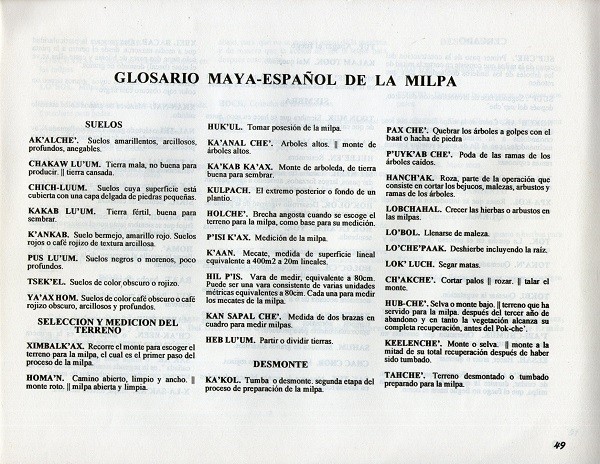 GLOSARIO MAYA-ESPAÑOL DE LA MILPA
SUELOS
AK'ALCHE'. Suelos amarillentos, arcillosos,
profundos, anegables.
CHAKAW LU'UM. Tierra mala, no buena para
producir. || tierra cansada.
CHICH-LUUM. Suelos cuya superficie está
cubierta con una capa delgada de piedras pequeñas.
KAKAB LU'UM. Tierra fértil, buena para
sembrar.
K'ANKAB. Suelo bermejo, amarillo rojo. Suelos
rojos o café rojizo de textura arcillosa.
PUS LU'UM. Suelos negros o morenos, poco
profundos.
TSEK'EL. Suelos de color obscuro o rojizo.
YA'AX HOM. Suelos de color café obscuro o café
rojizo obscuro, arcillosos y profundos.
SELECCION Y MEDICION DEL
TERRENO
XIMBALK'AX. Recorre el monte para escoger el
terreno para la milpa, el cual es el primer paso del
proceso de la milpa.
HOMA'N. Camino abierto, limpio y ancho. ||
monte roto. || milpa abierta y limpia.
HUK'UL. Tomar posesión de la milpa.
KA'ANAL CHE'. Arboles altos. || monte de
árboles altos.
KA'KAB KA'AX. Monte de arboleda, de tierra
buena para sembrar.
KULPACH. El extremo posterior o fondo de un
plantío.
HOLCHE'. Brecha angosta cuando se escoge el
terreno para la milpa, como base para su medición.
P'ISI K'AX. Medición de la milpa.
K'AAN. Mecate, medida de superficie lineal
equivalente a 400m2 a 20m lineales.
HIL P'IS. Vara de medir, equivalente a 80cm.
Puede ser una vara consistente de varias unidades
métricas equivalentes a 80cm. Cada una para medir
los mecates de la milpa.
KAN SAPAL CHE'. Medida de dos brazas en
cuadro para medir milpas.
HEB LU'UM. Partir o dividir tierras.
DESMONTE
KA'KOL. Tumba o desmonte. segunda etapa del
proceso de preparación de la milpa.
PAX CHE'. Quebrar los árboles a golpes con el
baat o hacha de piedra
P'UYK'AB CHE'. Poda de las ramas de los
árboles caídos.
HANCH'AK. Roza, parte de la operación que
consiste en cortar los bejucos, malezas, arbustos y
ramas de los árboles.
LOBCHAHAL. Crecer las hierbas o arbustos en
las milpas.
LO'BOL. Llenarse de maleza.
LO'CHE'PAAK. Deshierbe incluyendo la raíz.
LOK' LUCH. Segar matas.
CH'AKCHE'. Cortar palos || rozar. || talar el
monte.
HUB-CHE'. Selva o monte bajo. || terreno que ha
servido para la milpa. después del tercer año de
abandono y en tanto la vegetación alcanza su
completa recuperación, antes del Pok-che'.
KEELENCHE'. Monte o selva. || monte a la
mitad de su total recuperación después de haber
sido tumbado.
TAHCHE'. Terreno desmontado o tumbado
preparado para la milpa.
49